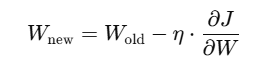 W_new = W_old − η · ∂J/∂W